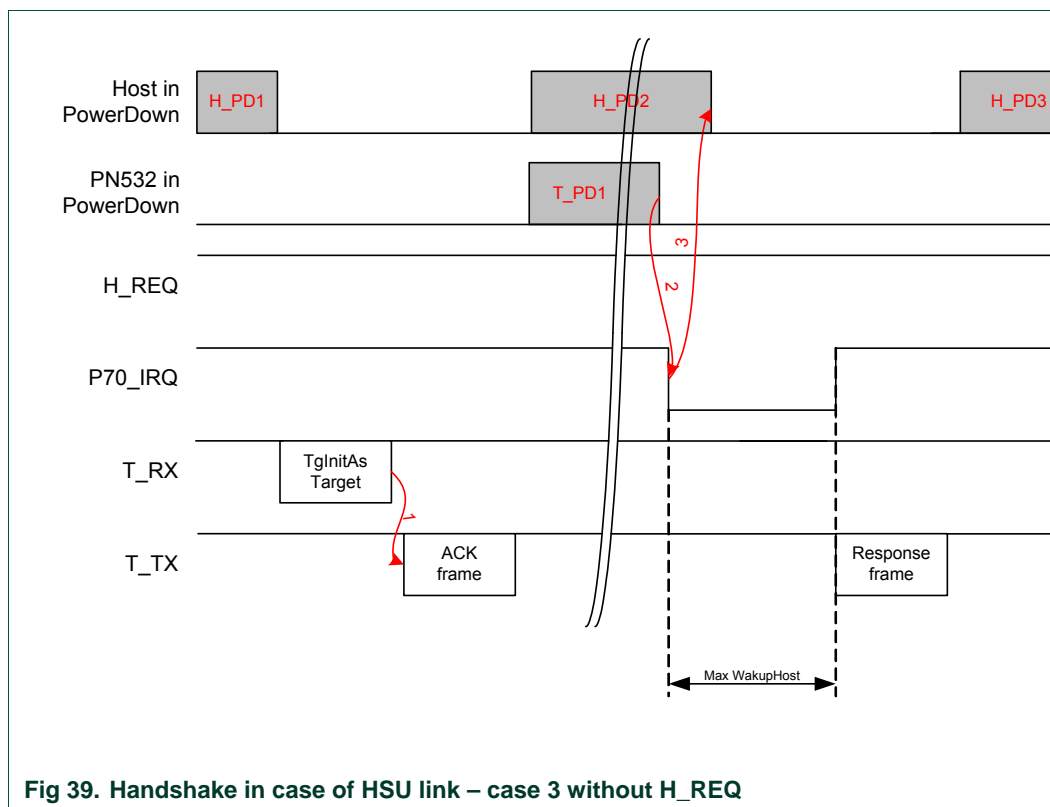 Host in
PowerDown
H_PD1
H_PD2
H_PD3
PN532 in
PowerDown
T_PD1
3
2
H_REQ
P70_IRQ
T_RX
TgInitAs
Target
1
T_TX
ACK
frame
Response
frame
Max WakupHost
Fig 39. Handshake in case of HSU link – case 3 without H_REQ